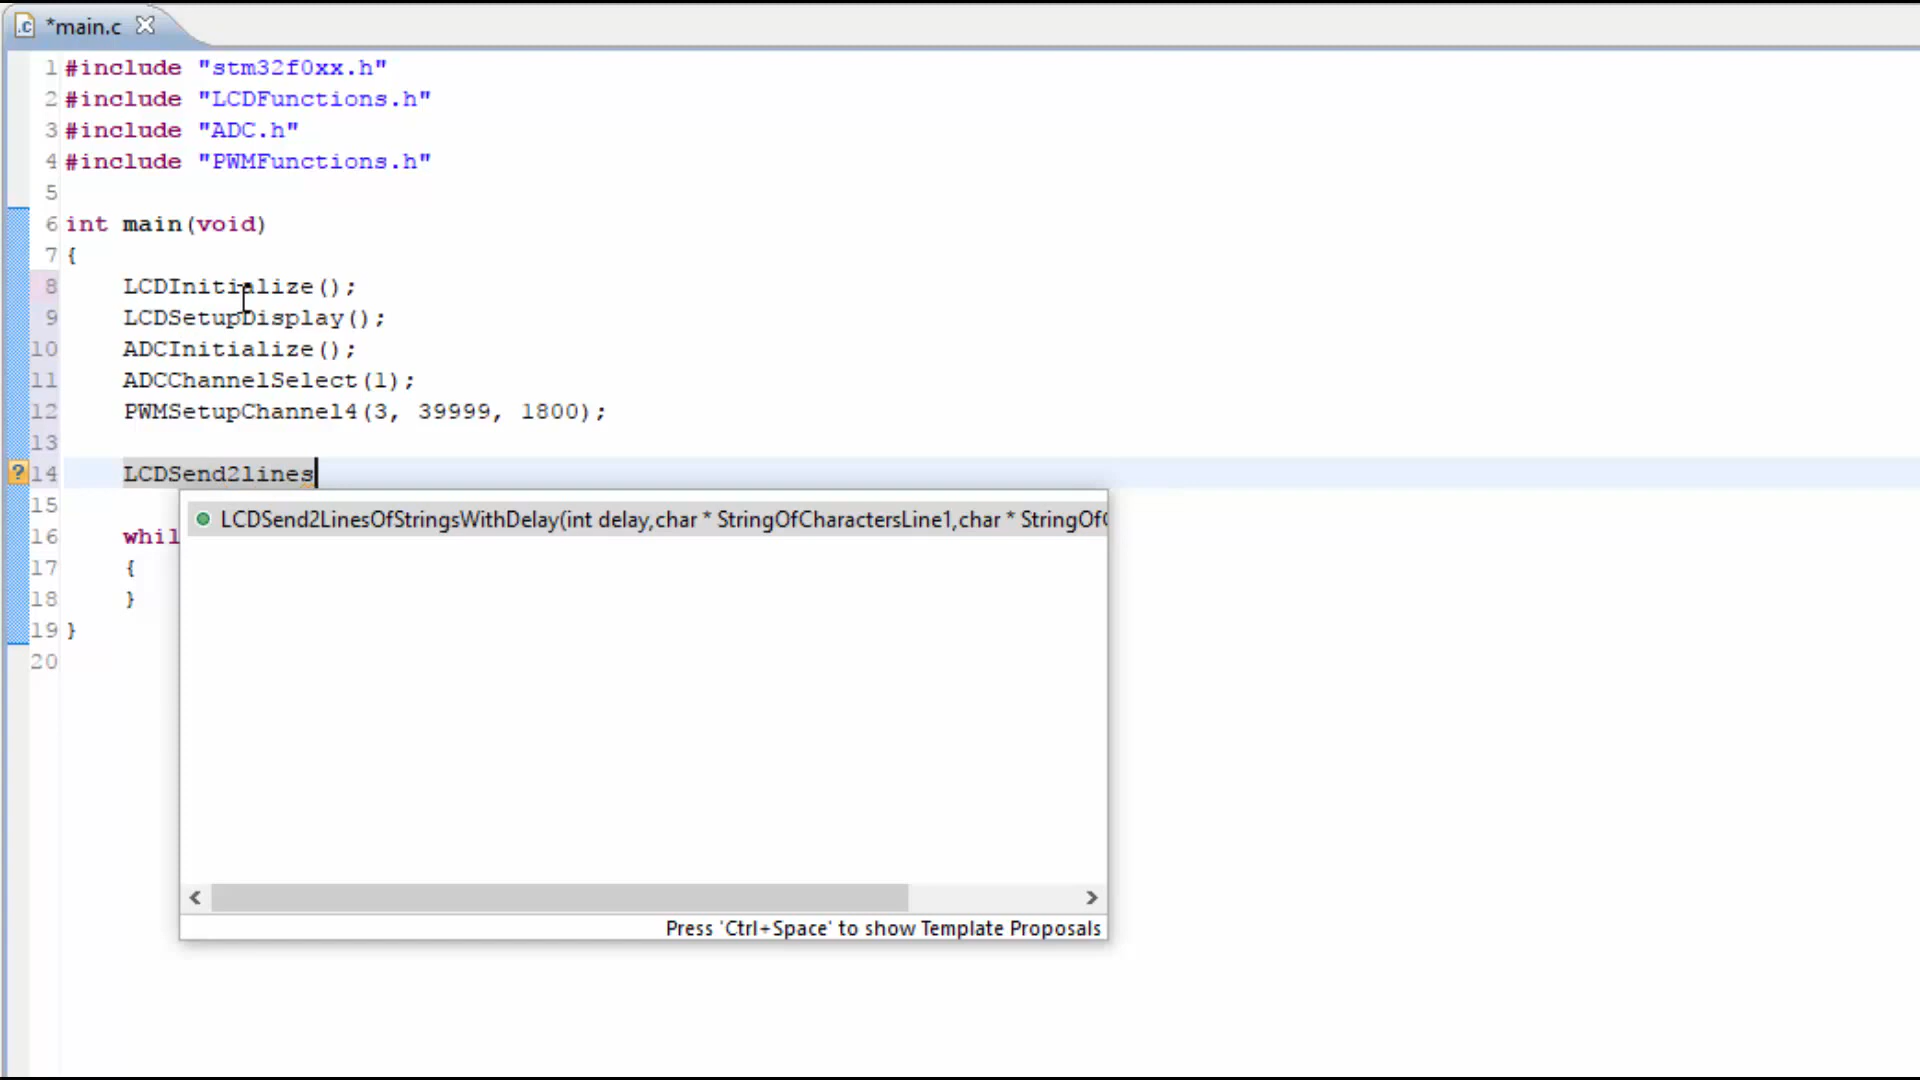 *main.c
1 #include "stm32f0xx.h"
2 #include "LCDFunctions.h"
3 #include "ADC.h"
4 #include "PWMFunctions.h"
5
6 int main(void)
7 {
8 LCDInitialize();
9 LCDSetupDisplay();
10 ADCInitialize();
11 ADCChannelSelect(1);
12 PWMSetupChannel4(3, 39999, 1800);
13
14 LCDSend2lines
LCDSend2LinesOfStringsWithDelay(int delay,char * StringOfCharactersLine1,char * StringOf
15
16 whil
17 {
18 }
19 }
20
Press 'Ctrl+Space' to show Template Proposals